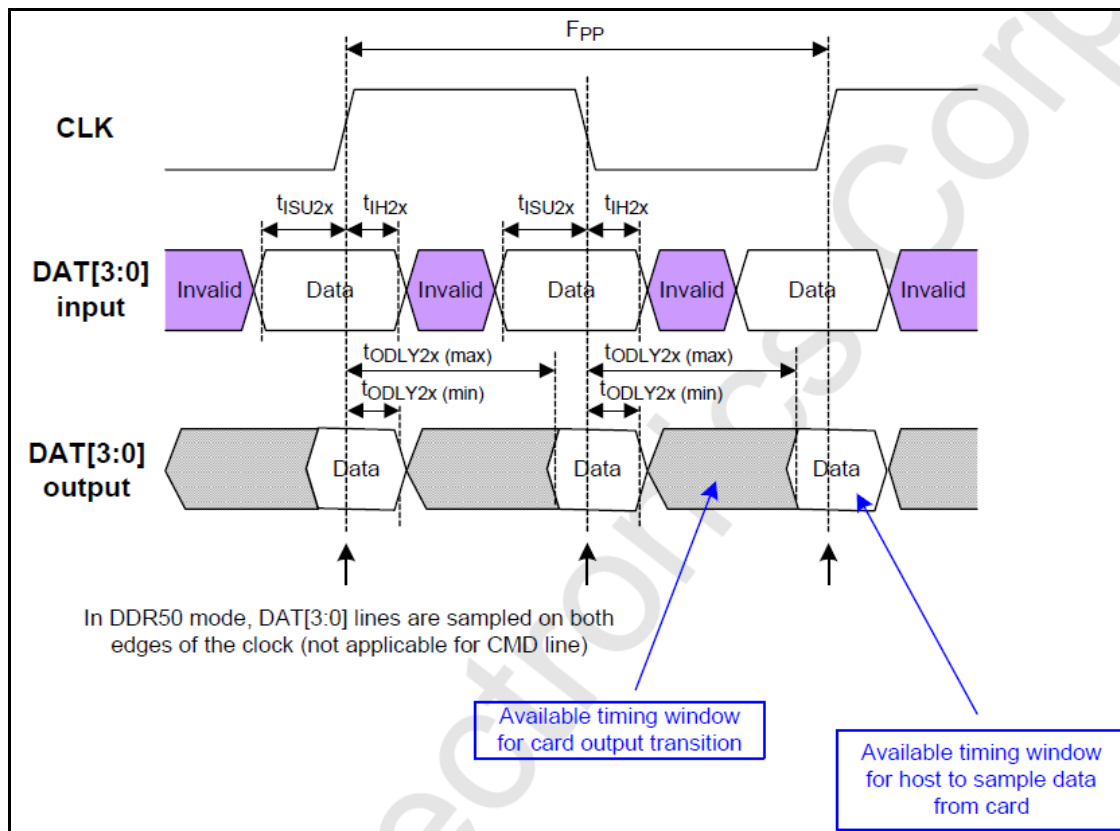 FPP
CLK
tISU2x
tIH2x
tISU2x
tIH2x
DAT[3:0]
input
Invalid
Data
Invalid
Data
Invalid
Data
Invalid
tODLY2x (max)
tODLY2x (max)
tODLY2x (min)
tODLY2x (min)
DAT[3:0]
output
Data
Data
Data
In DDR50 mode, DAT[3:0] lines are sampled on both
edges of the clock (not applicable for CMD line)
Available timing window
for card output transition
Available timing window
for host to sample data
from card
ectronics Corp